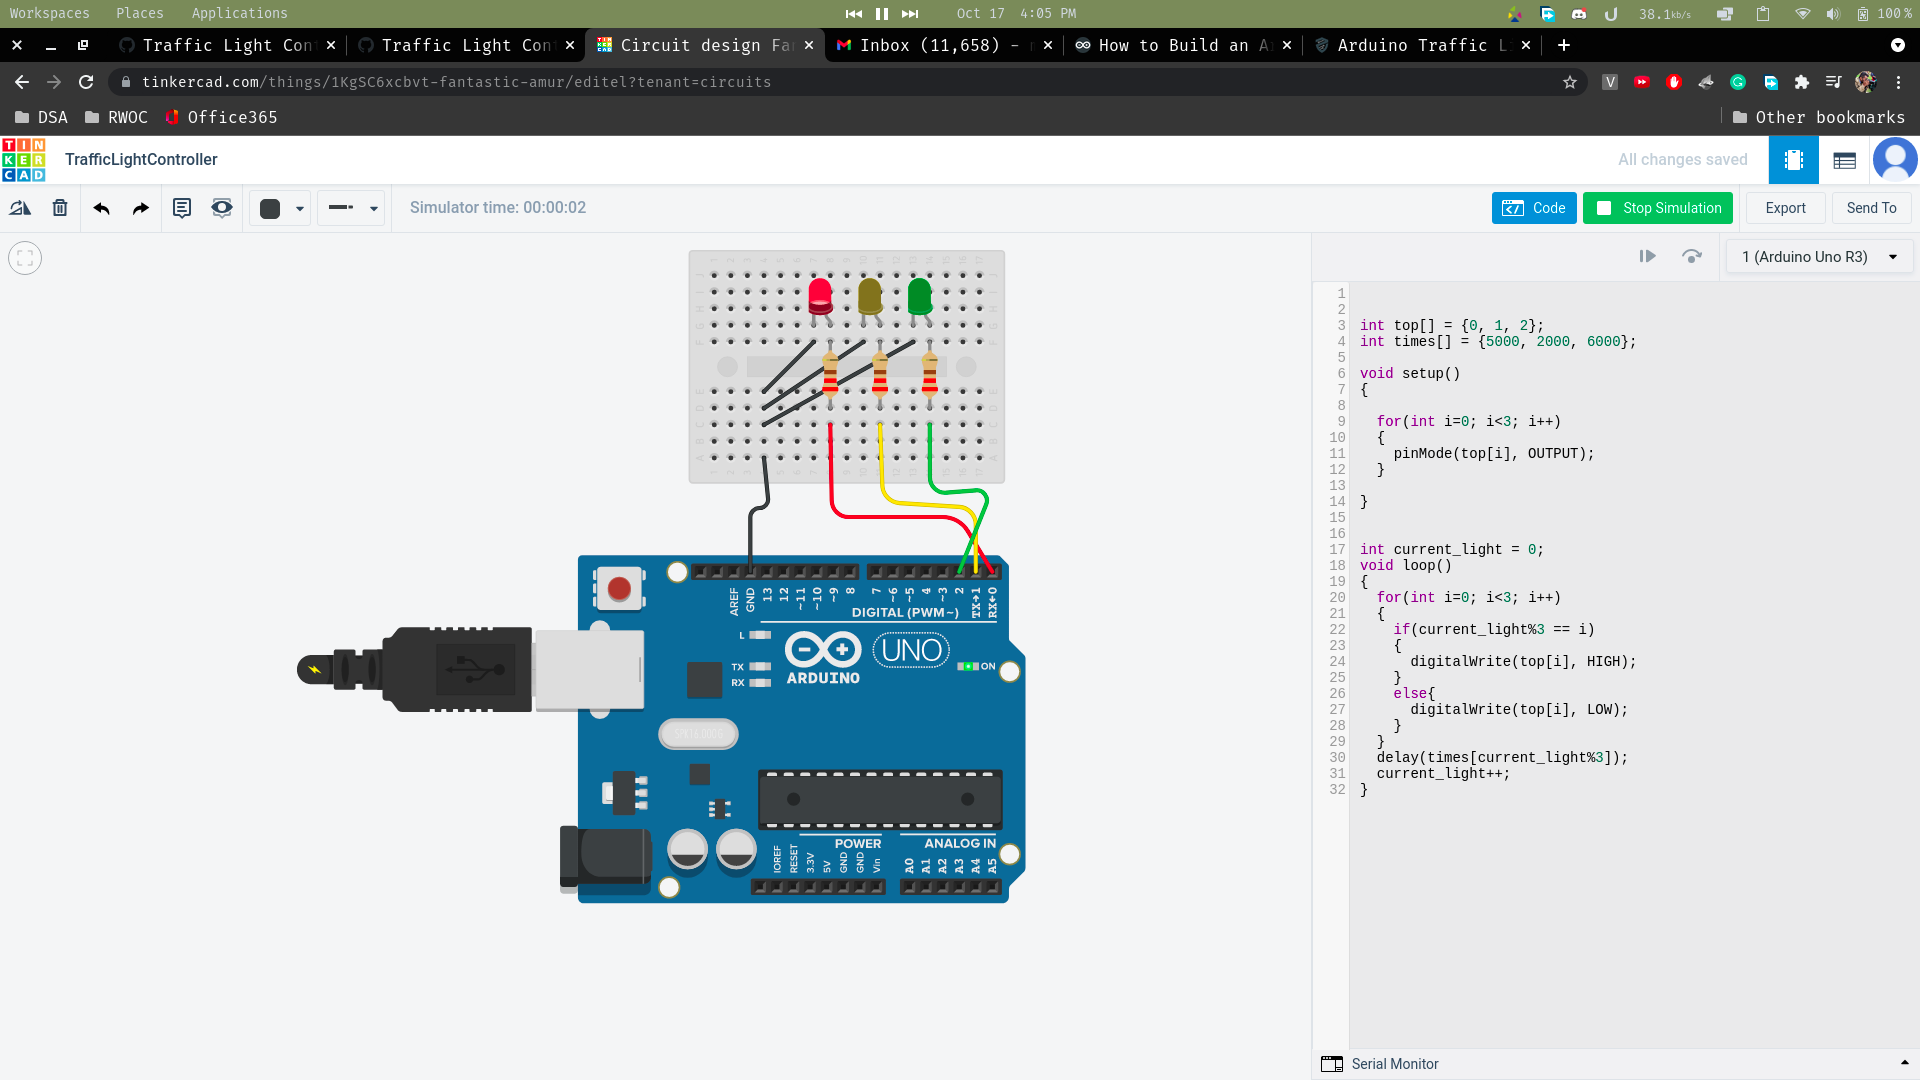 Workspaces Places Applications Oct 17 4:05 PM 38.1kb/s 100%
Traffic Light Con Traffic Light Con Circuit design Fa Inbox (11,658) - How to Build an A Arduino Traffic L
tinkercad.com/things/1KgSC6xcbvt-fantastic-amur/editel?tenant=circuits
DSA RWOC Office365 Other bookmarks
TIN
KER
CAD
TrafficLightController All changes saved
Simulator time: 00:00:02 Code Stop Simulation Export Send To
1 (Arduino Uno R3)
1
2
3 int top[] = {0, 1, 2};
4 int times[] = {5000, 2000, 6000};
5
6 void setup()
7 {
8
9 for(int i=0; i<3; i++)
10 {
11 pinMode(top[i], OUTPUT);
12 }
13
14 }
15
16
17 int current_light = 0;
18 void loop()
19 {
20 for(int i=0; i<3; i++)
21 {
22 if(current_light%3 == i)
23 {
24 digitalWrite(top[i], HIGH);
25 }
26 else{
27 digitalWrite(top[i], LOW);
28 }
29 }
30 delay(times[current_light%3]);
31 current_light++;
32 }
AREF GND 13 12 ~11 ~10 ~9 8 7 ~6 ~5 4 ~3 2 TX→1 RX←0
DIGITAL (PWM~)
L
TX
RX
ARDUINO
UNO
ON
POWER ANALOG IN
IOREF RESET 3.3V 5V GND GND Vin A0 A1 A2 A3 A4 A5
Serial Monitor